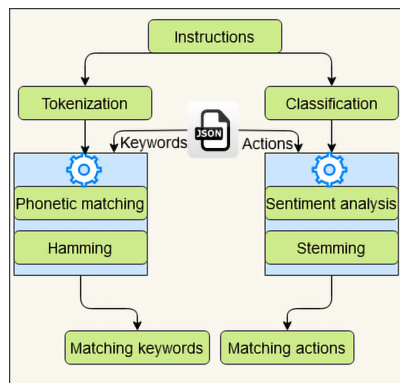 Instructions
Tokenization
Classification
JSON
Keywords
Actions
Phonetic matching
Sentiment analysis
Hamming
Stemming
Matching keywords
Matching actions